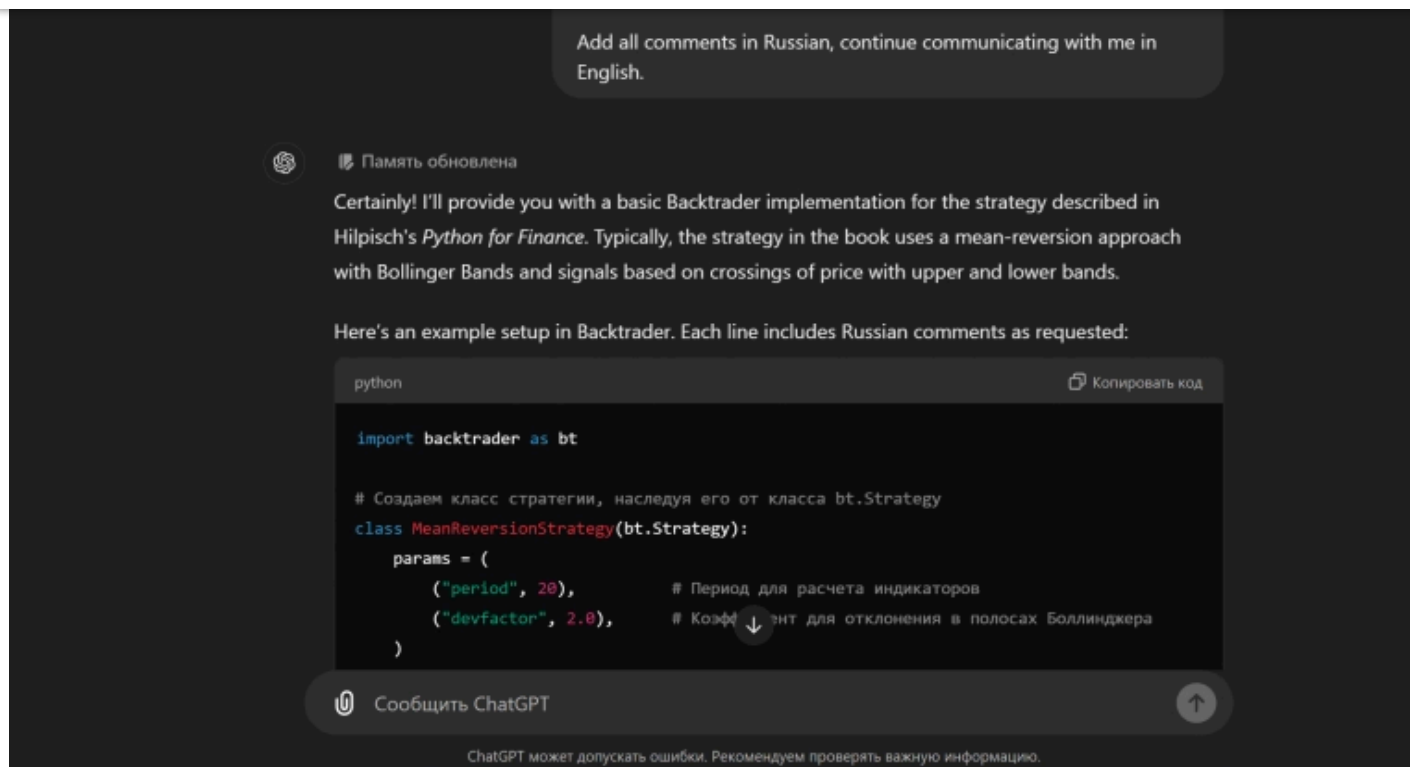 Add all comments in Russian, continue communicating with me in
English.
Память обновлена
Certainly! I'll provide you with a basic Backtrader implementation for the strategy described in
Hilpisch's Python for Finance. Typically, the strategy in the book uses a mean-reversion approach
with Bollinger Bands and signals based on crossings of price with upper and lower bands.
Here's an example setup in Backtrader. Each line includes Russian comments as requested:
python
Копировать код
import backtrader as bt
# Создаем класс стратегии, наследуя его от класса bt.Strategy
class MeanReversionStrategy(bt.Strategy):
params = (
("period", 20), # Период для расчета индикаторов
("devfactor", 2.0), # для отклонения в полосах Боллинджера
)
Сообщить ChatGPT
ChatGPT может допускать ошибки. Рекомендуем проверять важную информацию.